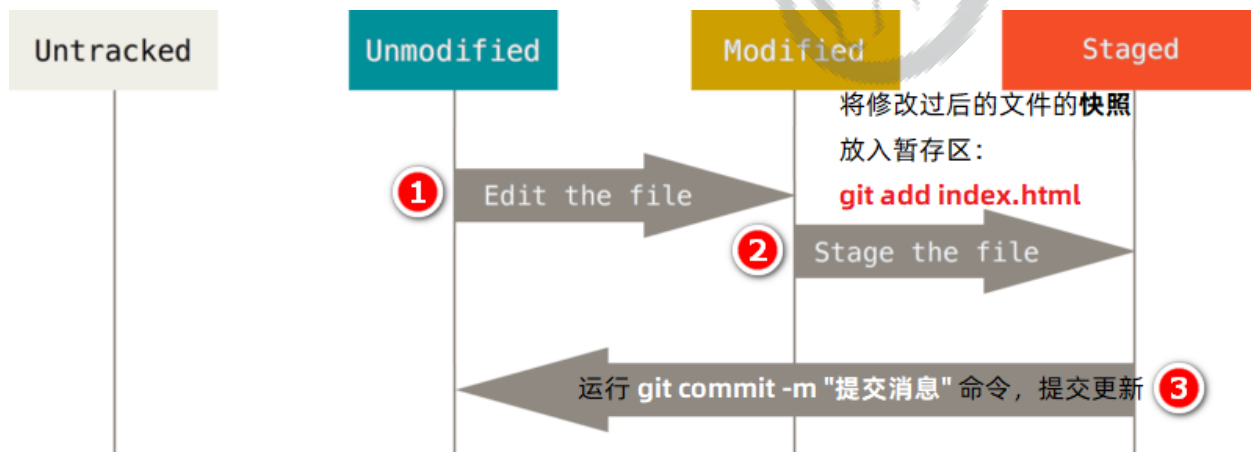 Untracked
Unmodified
Modified
Staged
将修改过后的文件的快照
放入暂存区：
git add index.html
1
Edit the file
2
Stage the file
运行 git commit -m "提交消息" 命令，提交更新
3